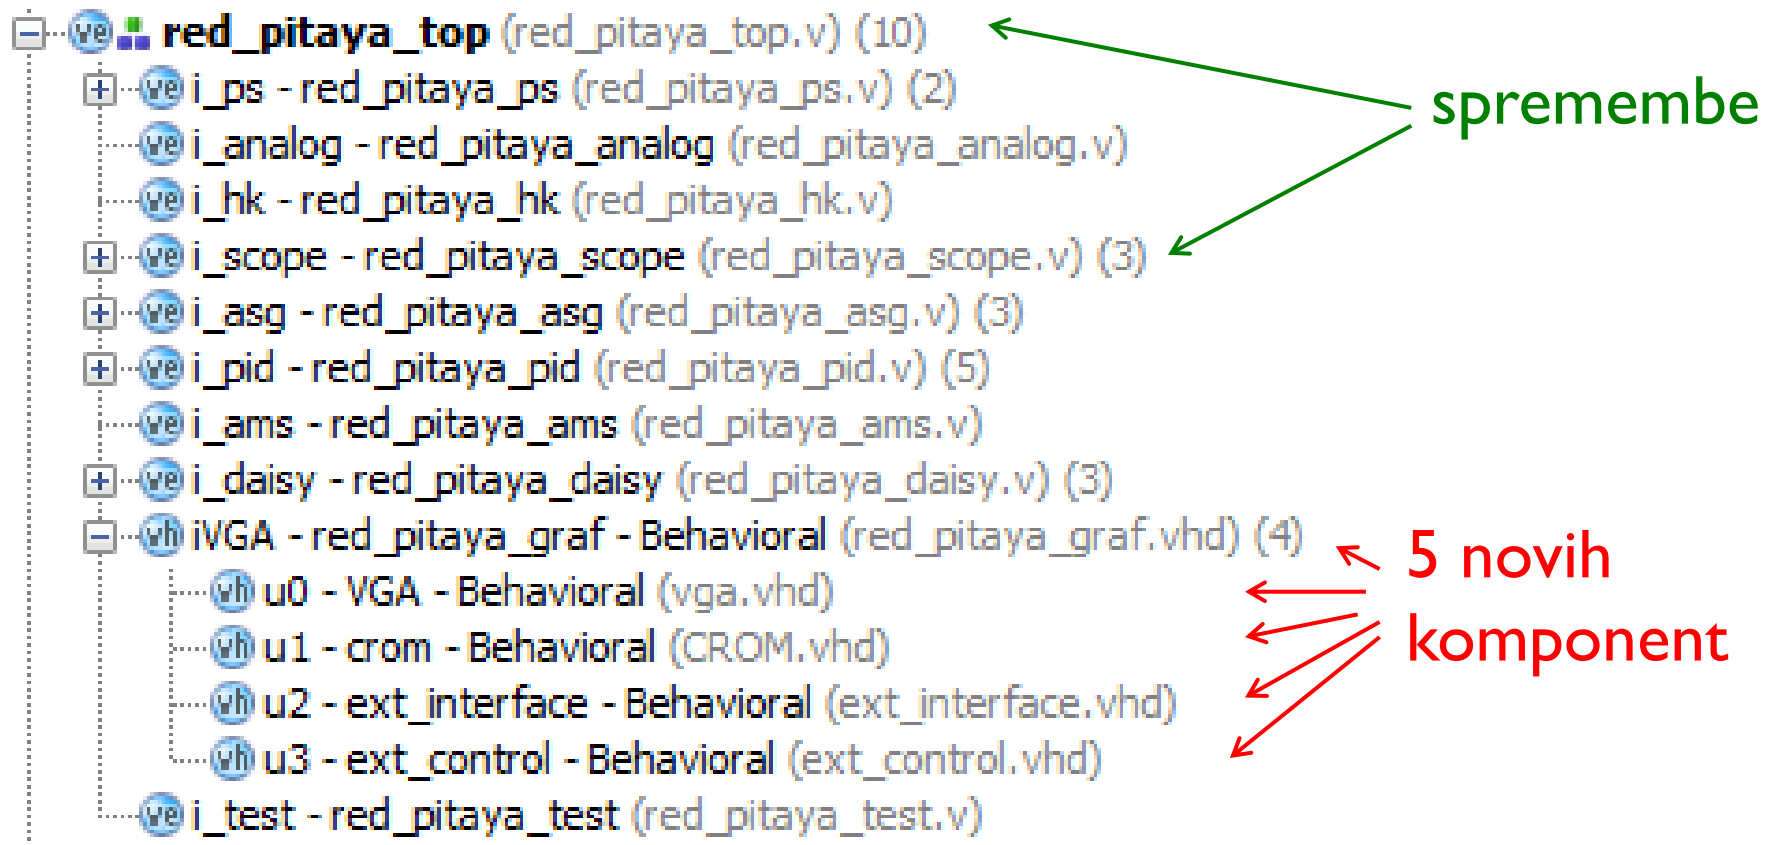 red_pitaya_top (red_pitaya_top.v) (10)
i_ps - red_pitaya_ps (red_pitaya_ps.v) (2)
spremembe
i_analog - red_pitaya_analog (red_pitaya_analog.v)
i_hk - red_pitaya_hk (red_pitaya_hk.v)
i_scope - red_pitaya_scope (red_pitaya_scope.v) (3)
i_asg - red_pitaya_asg (red_pitaya_asg.v) (3)
i_pid - red_pitaya_pid (red_pitaya_pid.v) (5)
i_ams - red_pitaya_ams (red_pitaya_ams.v)
i_daisy - red_pitaya_daisy (red_pitaya_daisy.v) (3)
iVGA - red_pitaya_graf - Behavioral (red_pitaya_graf.vhd) (4)
5 novih
u0 - VGA - Behavioral (vga.vhd)
u1 - crom - Behavioral (CROM.vhd)
komponent
u2 - ext_interface - Behavioral (ext_interface.vhd)
u3 - ext_control - Behavioral (ext_control.vhd)
i_test - red_pitaya_test (red_pitaya_test.v)